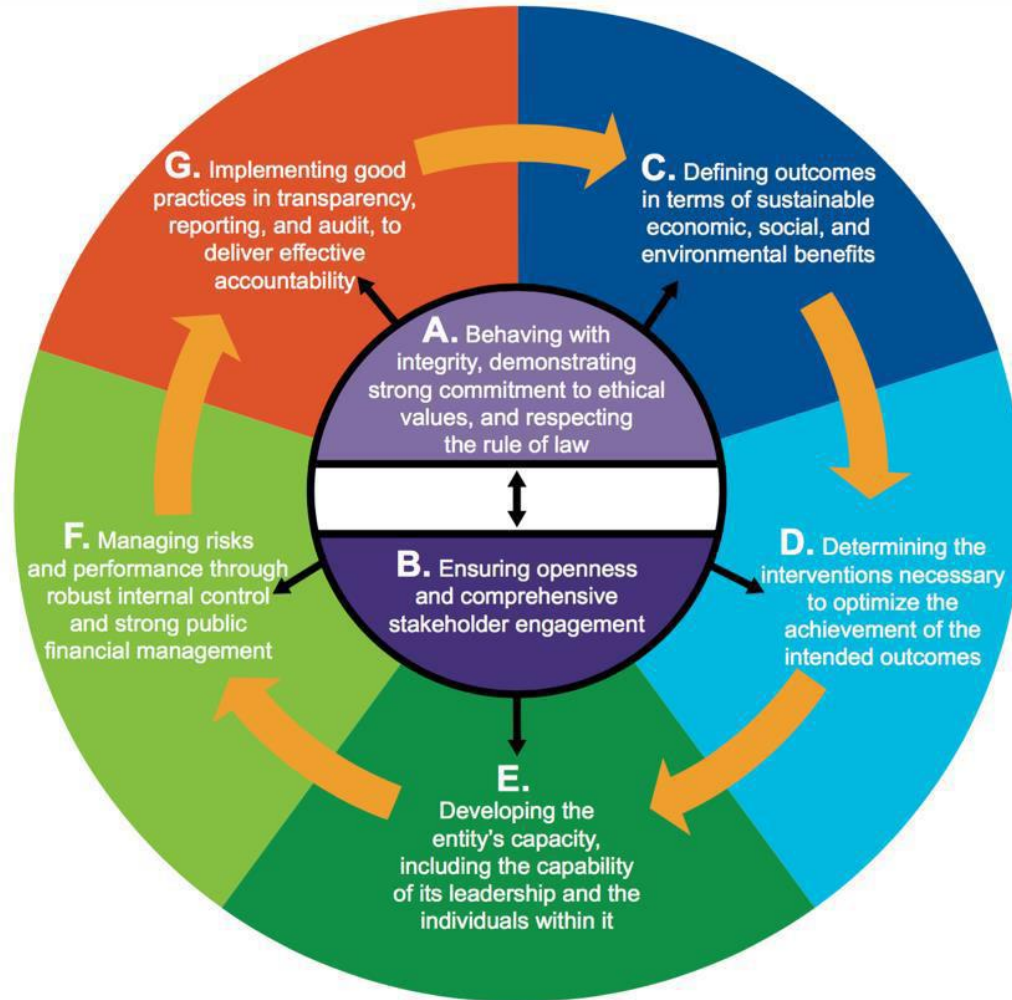 G. Implementing good
practices in transparency,
reporting, and audit, to
deliver effective
accountability
C. Defining outcomes
in terms of sustainable
economic, social, and
environmental benefits
A. Behaving with
integrity, demonstrating
strong commitment to ethical
values, and respecting
the rule of law
F. Managing risks
and performance through
robust internal control
and strong public
financial management
B. Ensuring openness
and comprehensive
stakeholder engagement
D. Determining the
interventions necessary
to optimize the
achievement of the
intended outcomes
E.
Developing the
entity's capacity,
including the capability
of its leadership and the
individuals within it